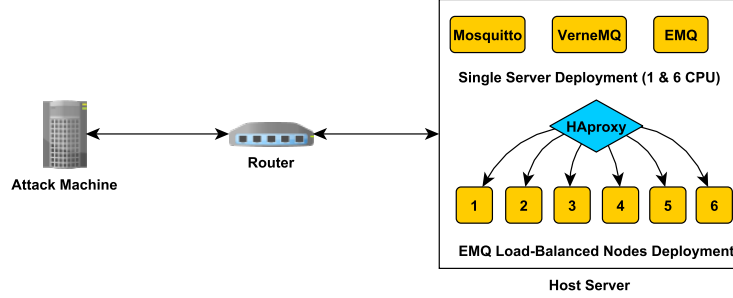 Mosquitto VerneMQ EMQ
Single Server Deployment (1 & 6 CPU)
HAproxy
Router
Attack Machine
1 2 3 4 5 6
EMQ Load-Balanced Nodes Deployment
Host Server